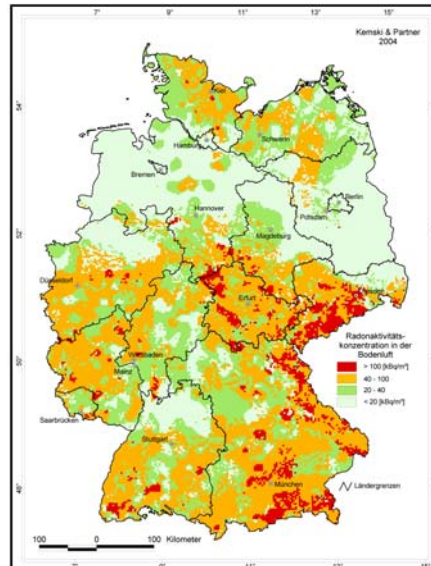 7° 9° 11° 13° 15°
Kemski & Partner
2004
54°
Kiel
Schwerin
Hamburg
Bremen
Berlin
Hannover
Potsdam
52°
Magdeburg
Düsseldorf
Dresden
Erfurt
Radonaktivitäts-
konzentration in der
Bodenluft
> 100 [kBq/m³]
40 - 100
20 - 40
< 20 [kBq/m³]
50°
Wiesbaden
Mainz
Saarbrücken
Stuttgart
48°
München
Ländergrenzen
100 0 100 Kilometer